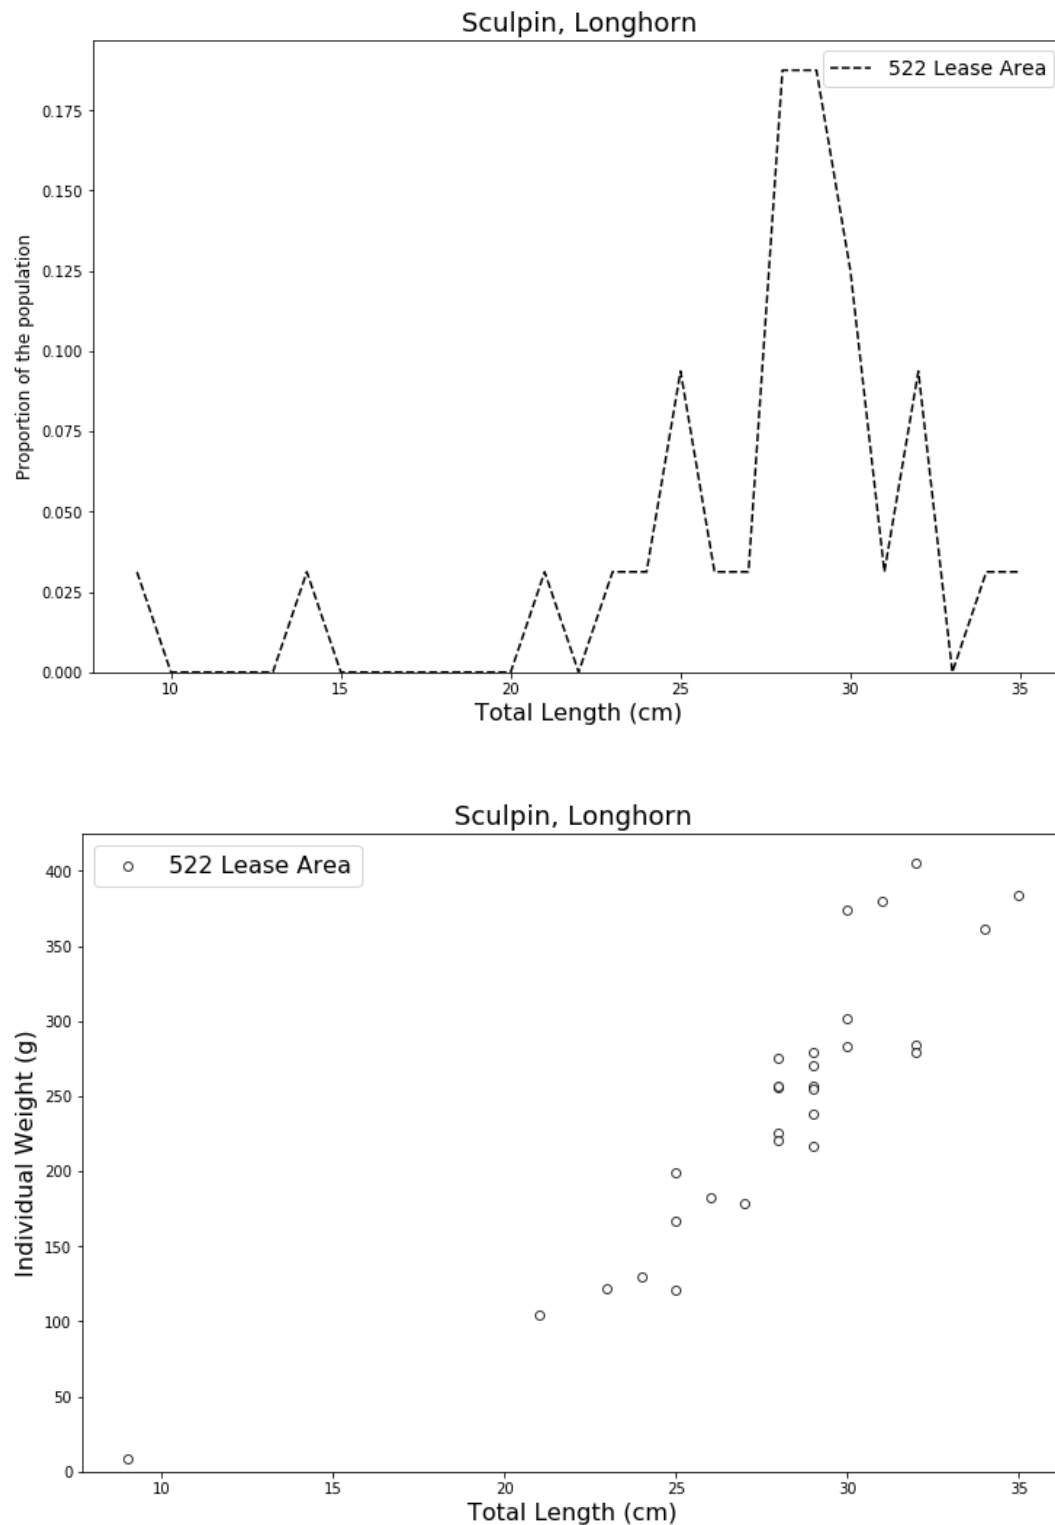 Sculpin, Longhorn
522 Lease Area
0.175
0.150
0.125
0.100
0.075
0.050
0.025
0.000
Proportion of the population
10 15 20 25 30 35
Total Length (cm)
Sculpin, Longhorn
522 Lease Area
400
350
300
250
200
150
100
50
0
Individual Weight (g)
10 15 20 25 30 35
Total Length (cm)